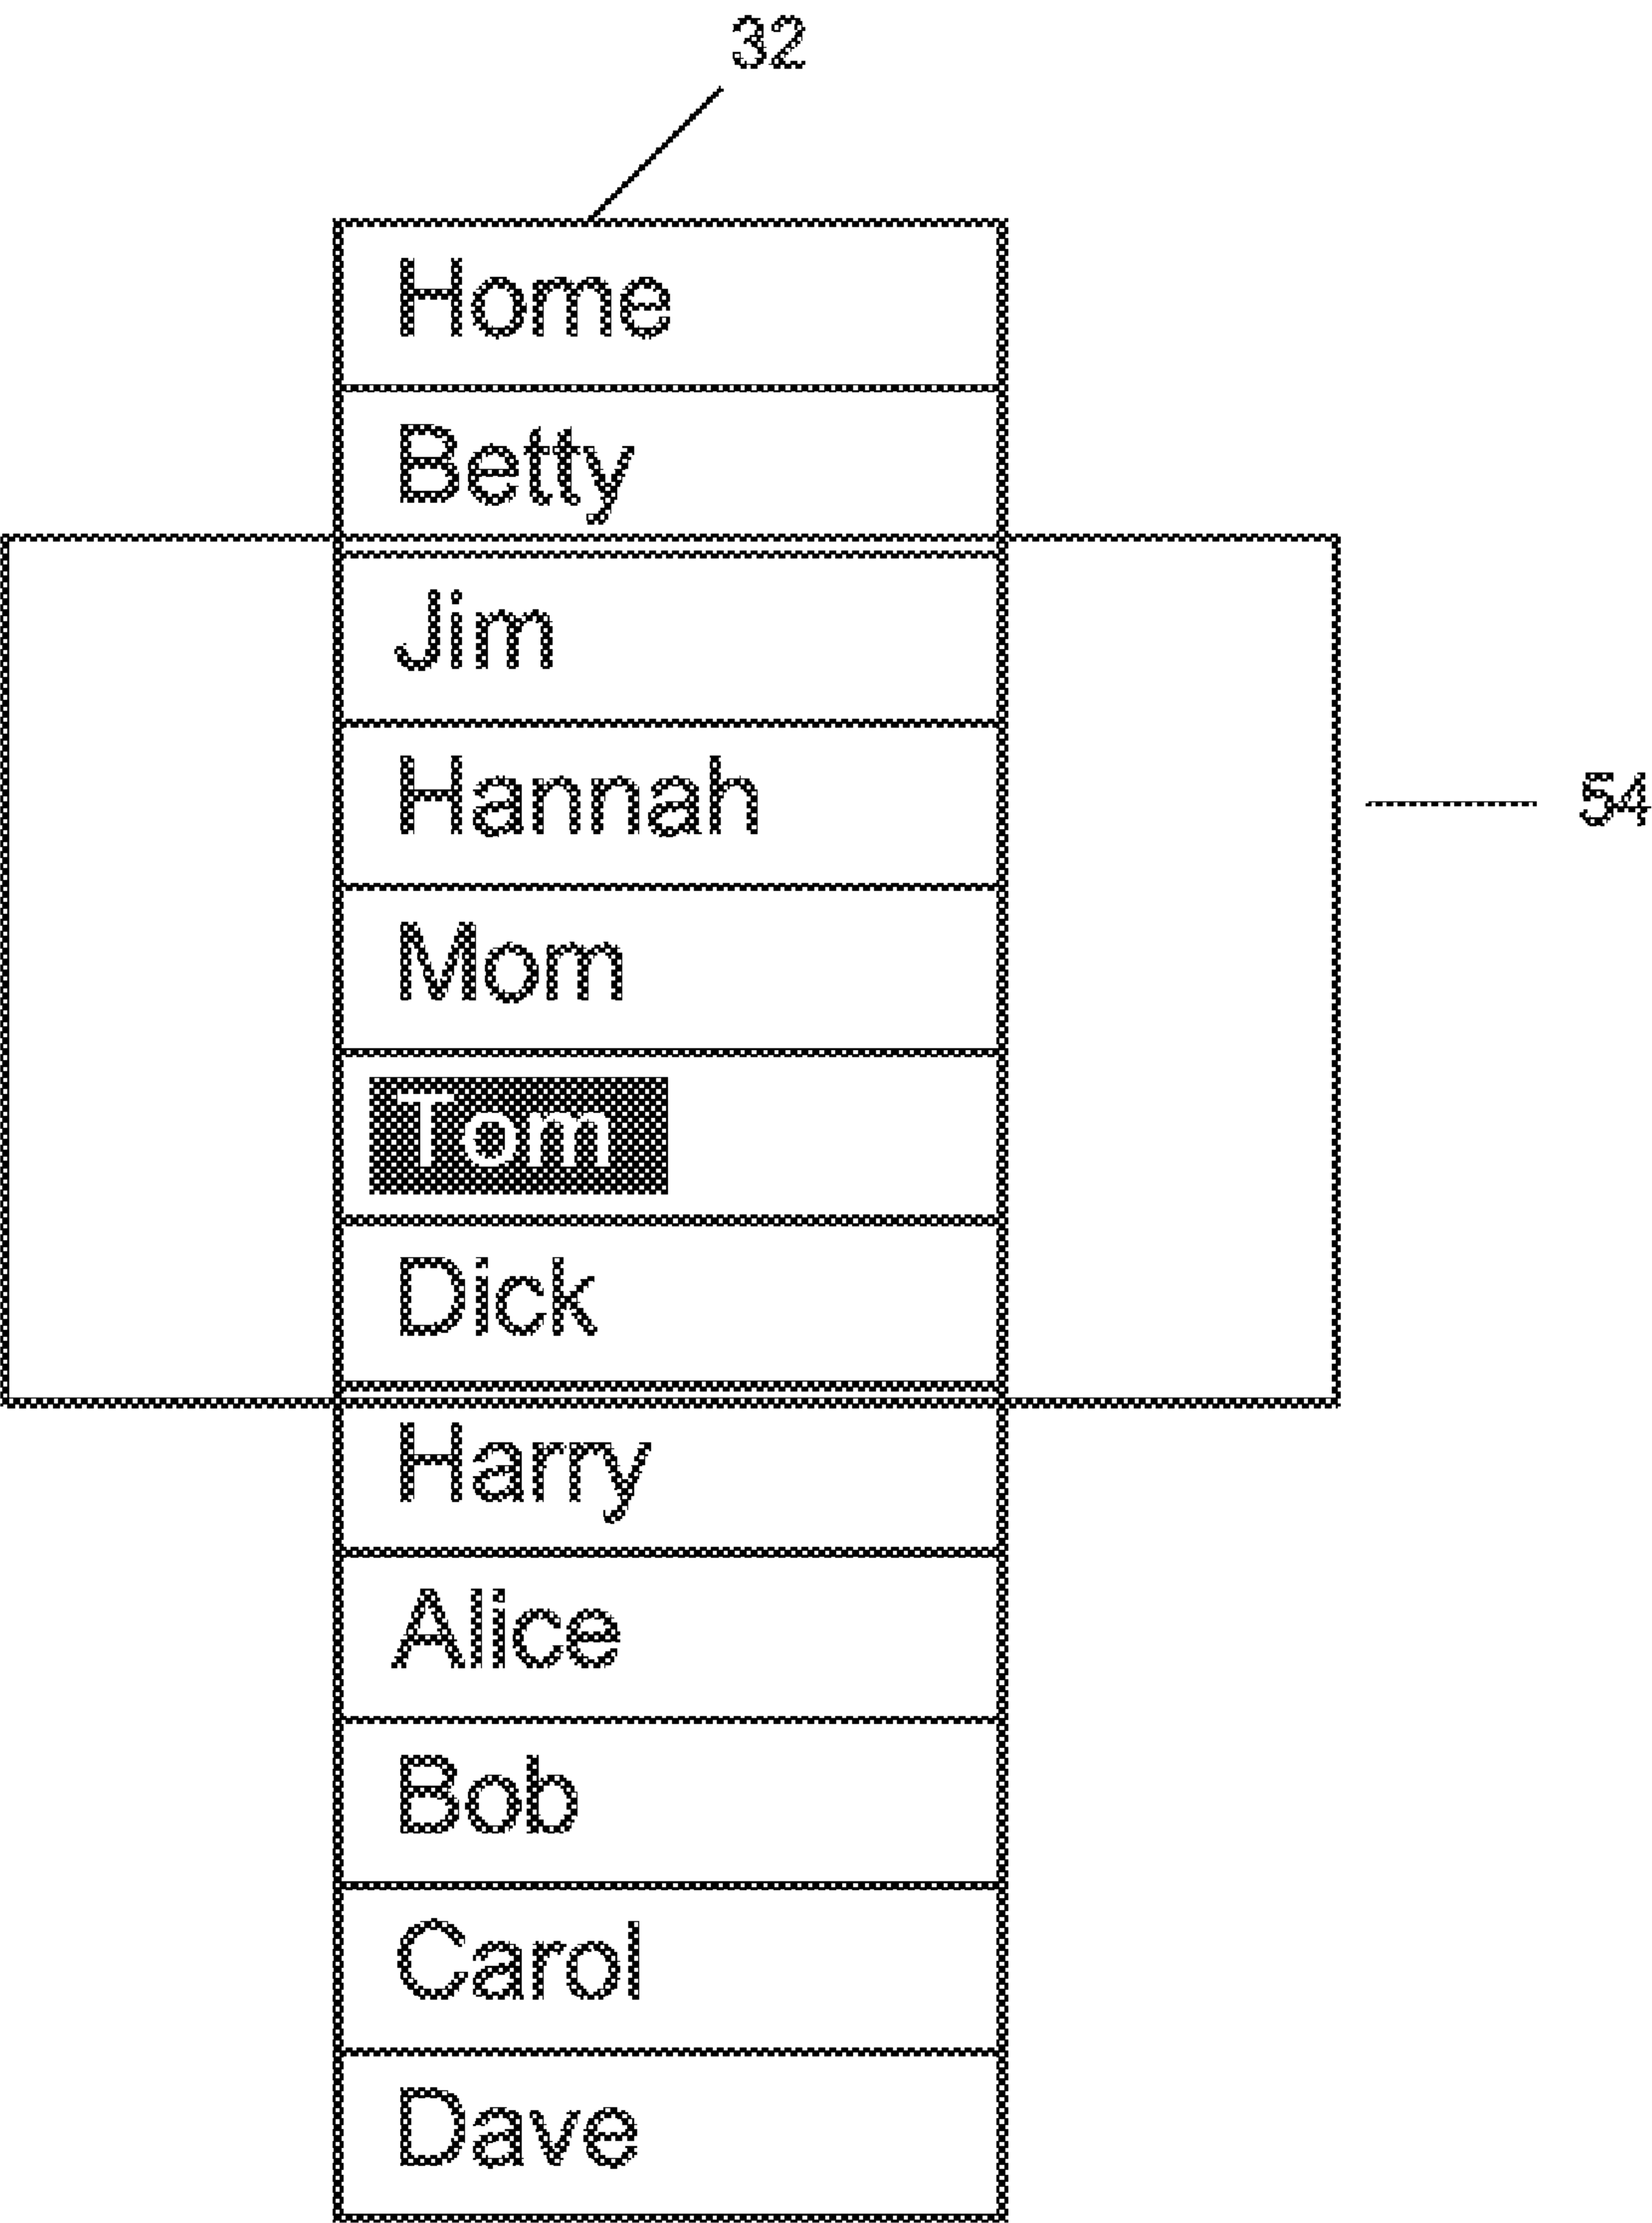 32
Home
Betty
Jim
Hannah
54
Mom
Tom
Dick
Harry
Alice
Bob
Carol
Dave